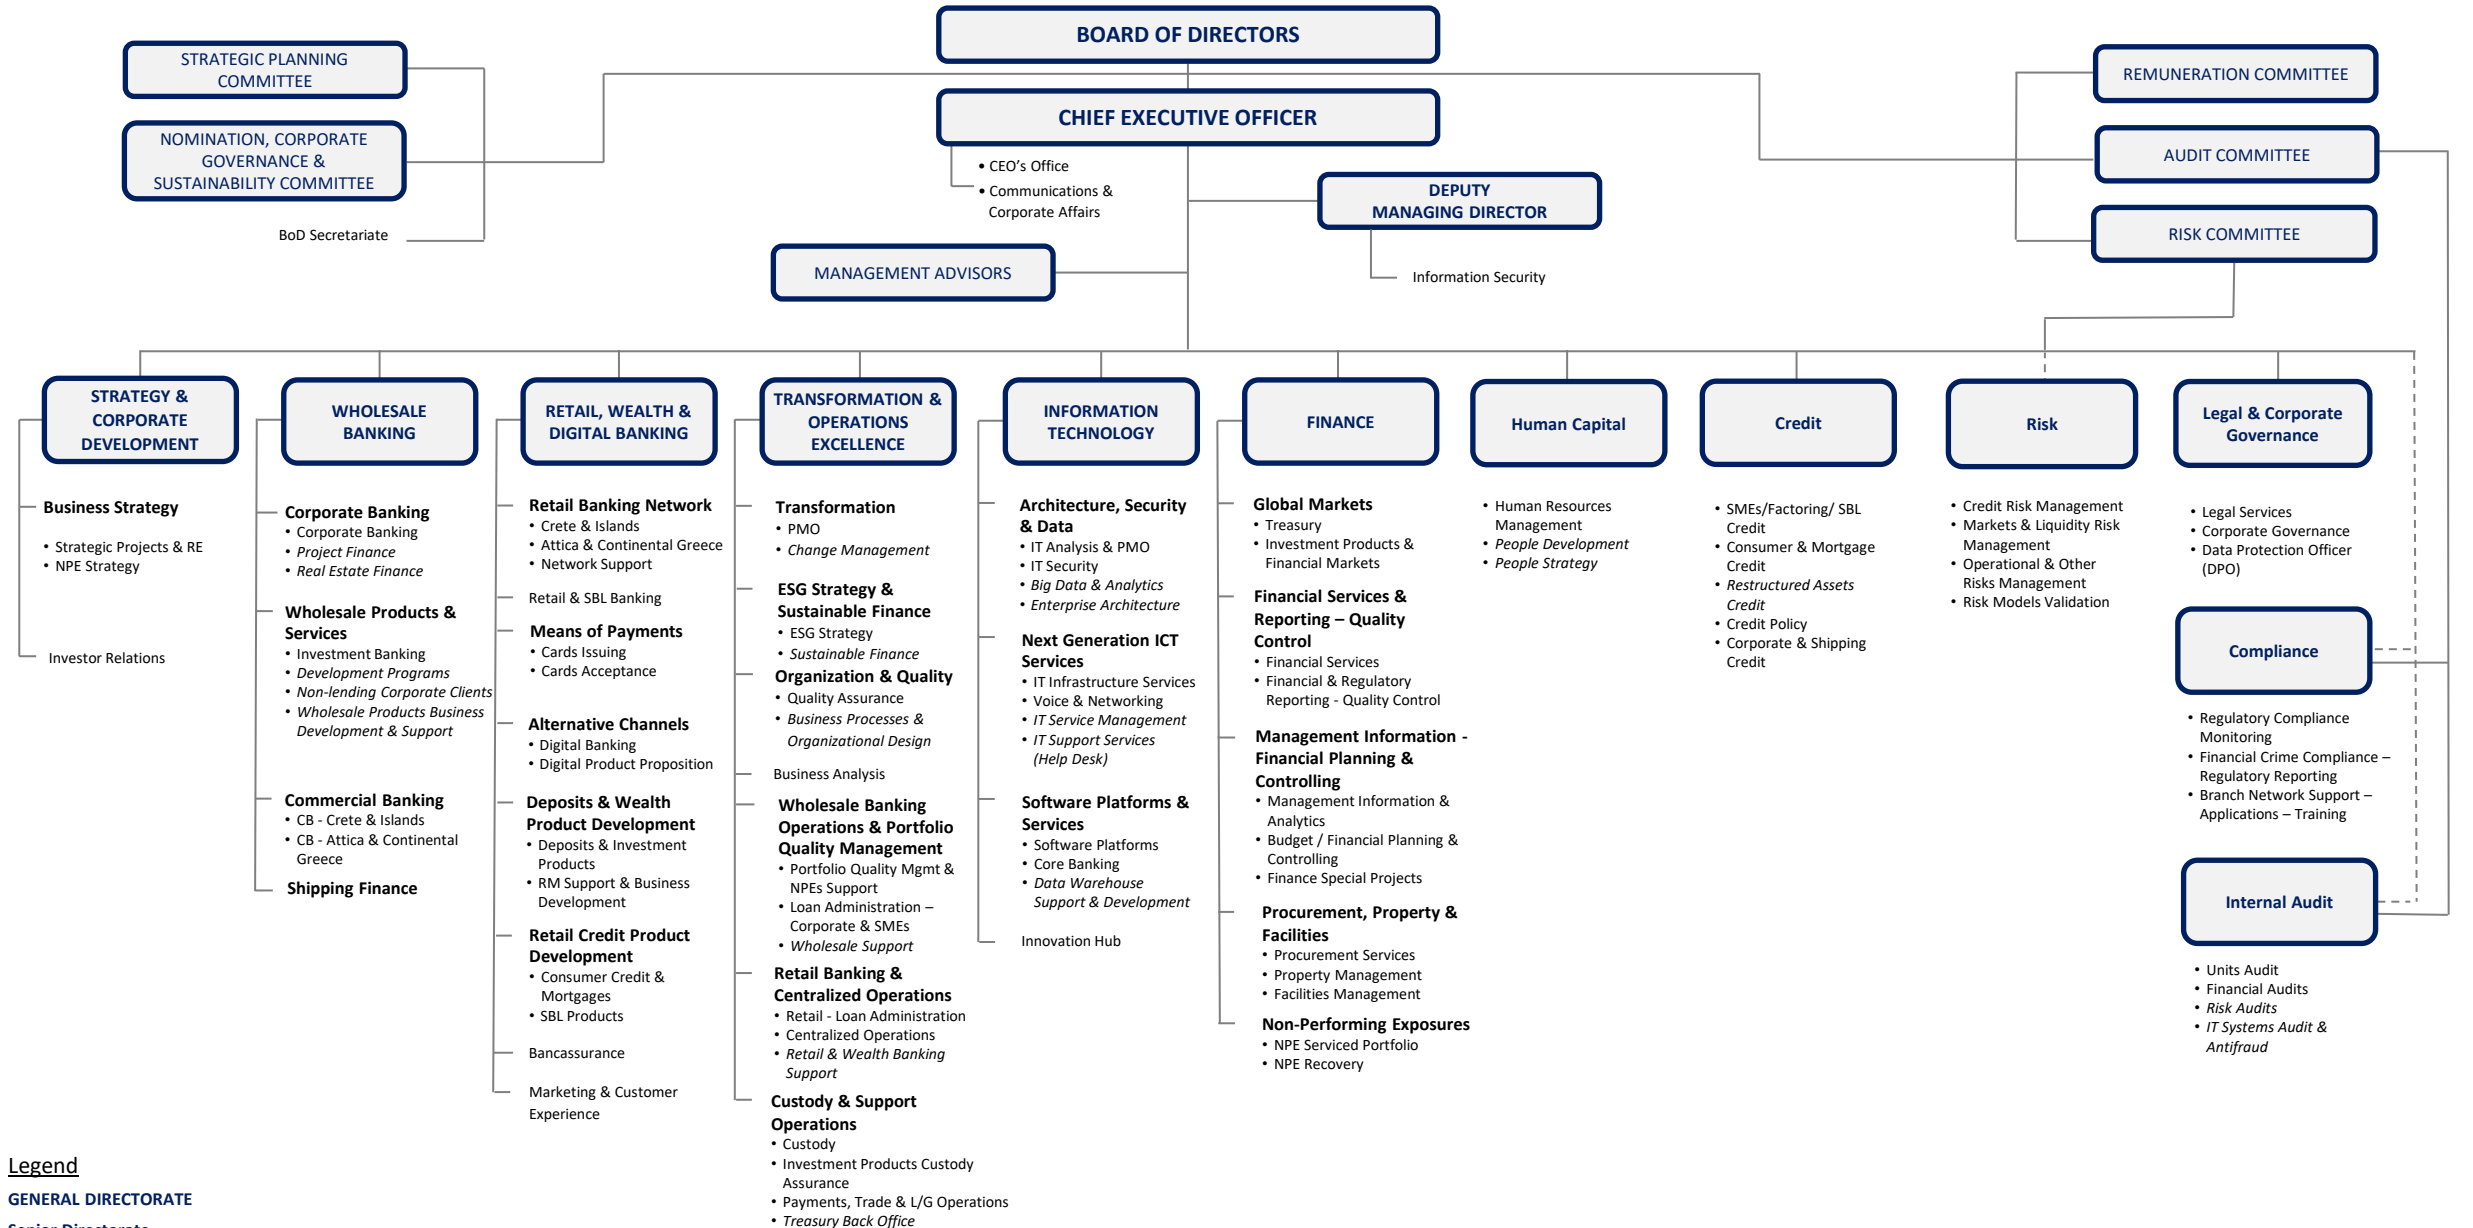 BOARD OF DIRECTORS
STRATEGIC PLANNING
COMMITTEE
REMUNERATION COMMITTEE
CHIEF EXECUTIVE OFFICER
NOMINATION, CORPORATE
GOVERNANCE &
SUSTAINABILITY COMMITTEE
AUDIT COMMITTEE
• CEO's Office
• Communications &
Corporate Affairs
DEPUTY
MANAGING DIRECTOR
BoD Secretariate
RISK COMMITTEE
MANAGEMENT ADVISORS
Information Security
STRATEGY &
CORPORATE
DEVELOPMENT
Business Strategy
• Strategic Projects & RE
• NPE Strategy
Investor Relations
WHOLESALE
BANKING
Corporate Banking
• Corporate Banking
• Project Finance
• Real Estate Finance
Wholesale Products &
Services
• Investment Banking
• Development Programs
• Non-lending Corporate Clients
• Wholesale Products Business
Development & Support
Commercial Banking
• CB - Crete & Islands
• CB - Attica & Continental
Greece
Shipping Finance
RETAIL, WEALTH &
DIGITAL BANKING
Retail Banking Network
• Crete & Islands
• Attica & Continental Greece
• Network Support
Retail & SBL Banking
Means of Payments
• Cards Issuing
• Cards Acceptance
Alternative Channels
• Digital Banking
• Digital Product Proposition
Deposits & Wealth
Product Development
• Deposits & Investment
Products
• RM Support & Business
Development
Retail Credit Product
Development
• Consumer Credit &
Mortgages
• SBL Products
Bancassurance
Marketing & Customer
Experience
TRANSFORMATION &
OPERATIONS
EXCELLENCE
Transformation
• PMO
• Change Management
ESG Strategy &
Sustainable Finance
• ESG Strategy
• Sustainable Finance
Organization & Quality
• Quality Assurance
• Business Processes &
Organizational Design
Business Analysis
Wholesale Banking
Operations & Portfolio
Quality Management
• Portfolio Quality Mgmt &
NPEs Support
• Loan Administration –
Corporate & SMEs
• Wholesale Support
Retail Banking &
Centralized Operations
• Retail - Loan Administration
• Centralized Operations
• Retail & Wealth Banking
Support
Custody & Support
Operations
• Custody
• Investment Products Custody
Assurance
• Payments, Trade & L/G Operations
• Treasury Back Office
INFORMATION
TECHNOLOGY
Architecture, Security
& Data
• IT Analysis & PMO
• IT Security
• Big Data & Analytics
• Enterprise Architecture
Next Generation ICT
Services
• IT Infrastructure Services
• Voice & Networking
• IT Service Management
• IT Support Services
(Help Desk)
Software Platforms &
Services
• Software Platforms
• Core Banking
• Data Warehouse
Support & Development
Innovation Hub
FINANCE
Global Markets
• Treasury
• Investment Products &
Financial Markets
Financial Services &
Reporting – Quality
Control
• Financial Services
• Financial & Regulatory
Reporting - Quality Control
Management Information -
Financial Planning &
Controlling
• Management Information &
Analytics
• Budget / Financial Planning &
Controlling
• Finance Special Projects
Procurement, Property &
Facilities
• Procurement Services
• Property Management
• Facilities Management
Non-Performing Exposures
• NPE Serviced Portfolio
• NPE Recovery
Human Capital
• Human Resources
Management
• People Development
• People Strategy
Credit
• SMEs/Factoring/ SBL
Credit
• Consumer & Mortgage
Credit
• Restructured Assets
Credit
• Credit Policy
• Corporate & Shipping
Credit
Risk
• Credit Risk Management
• Markets & Liquidity Risk
Management
• Operational & Other
Risks Management
• Risk Models Validation
Legal & Corporate
Governance
• Legal Services
• Corporate Governance
• Data Protection Officer
(DPO)
Compliance
• Regulatory Compliance
Monitoring
• Financial Crime Compliance –
Regulatory Reporting
• Branch Network Support –
Applications – Training
Internal Audit
• Units Audit
• Financial Audits
• Risk Audits
• IT Systems Audit &
Antifraud
Legend
GENERAL DIRECTORATE
Senior Directorate